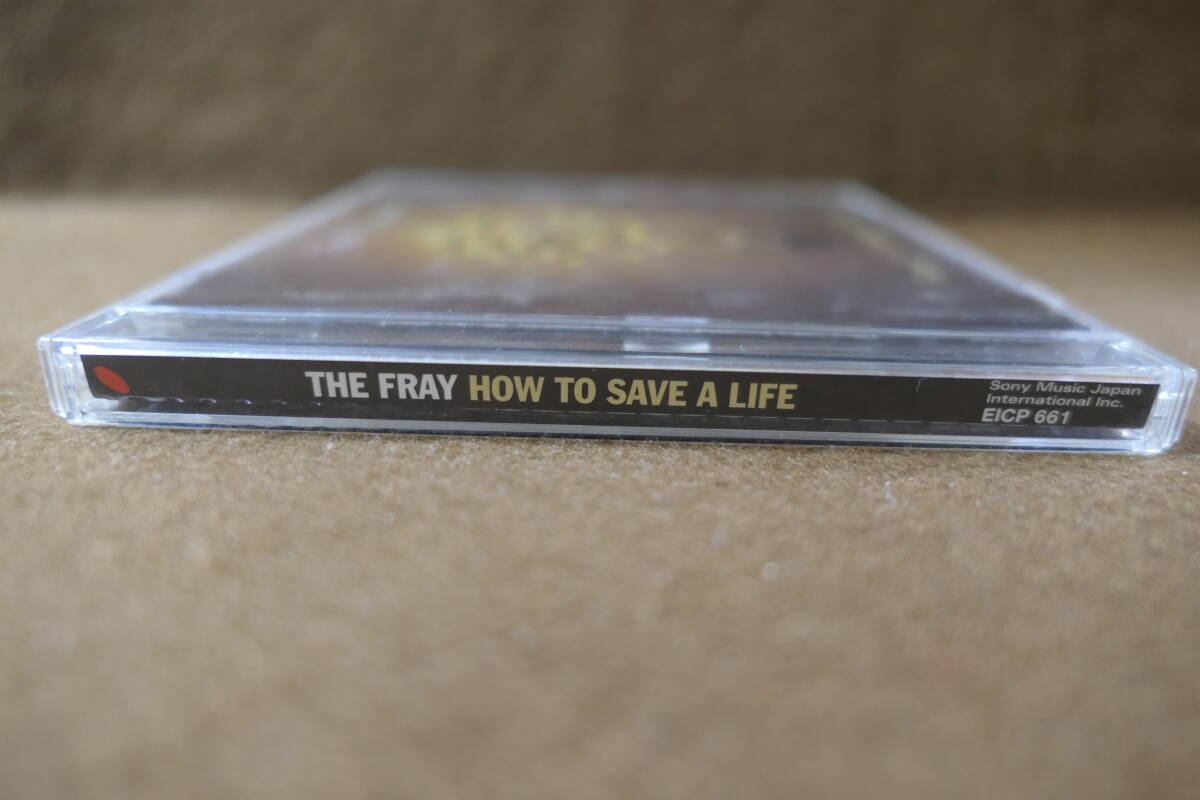 THE FRAY HOW TO SAVE A LIFE
Sony Music Japan
International Inc.
EICP 661